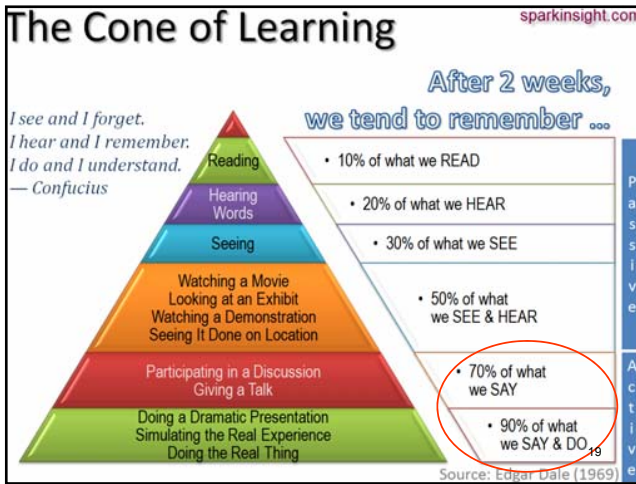 The Cone of Learning
sparkinsight.com
I see and I forget.
I hear and I remember.
I do and I understand.
— Confucius
After 2 weeks,
we tend to remember ...
Reading
• 10% of what we READ
Hearing
Words
• 20% of what we HEAR
Seeing
• 30% of what we SEE
Watching a Movie
Looking at an Exhibit
Watching a Demonstration
Seeing It Done on Location
• 50% of what
we SEE & HEAR
Passive
Participating in a Discussion
Giving a Talk
• 70% of what
we SAY
Doing a Dramatic Presentation
Simulating the Real Experience
Doing the Real Thing
• 90% of what
we SAY & DO
19
Active
Source: Edgar Dale (1969)